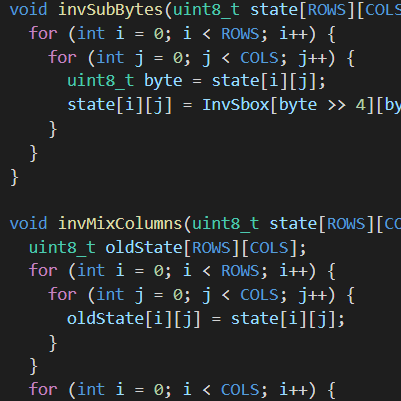 void invSubBytes(uint8_t state[ROWS][COLS
for (int i = 0; i < ROWS; i++) {
for (int j = 0; j < COLS; j++) {
uint8_t byte = state[i][j];
state[i][j] = InvSbox[byte >> 4][by
}
}
}
void invMixColumns(uint8_t state[ROWS][CO
uint8_t oldState[ROWS][COLS];
for (int i = 0; i < ROWS; i++) {
for (int j = 0; j < COLS; j++) {
oldState[i][j] = state[i][j];
}
}
for (int i = 0; i < COLS; i++) {